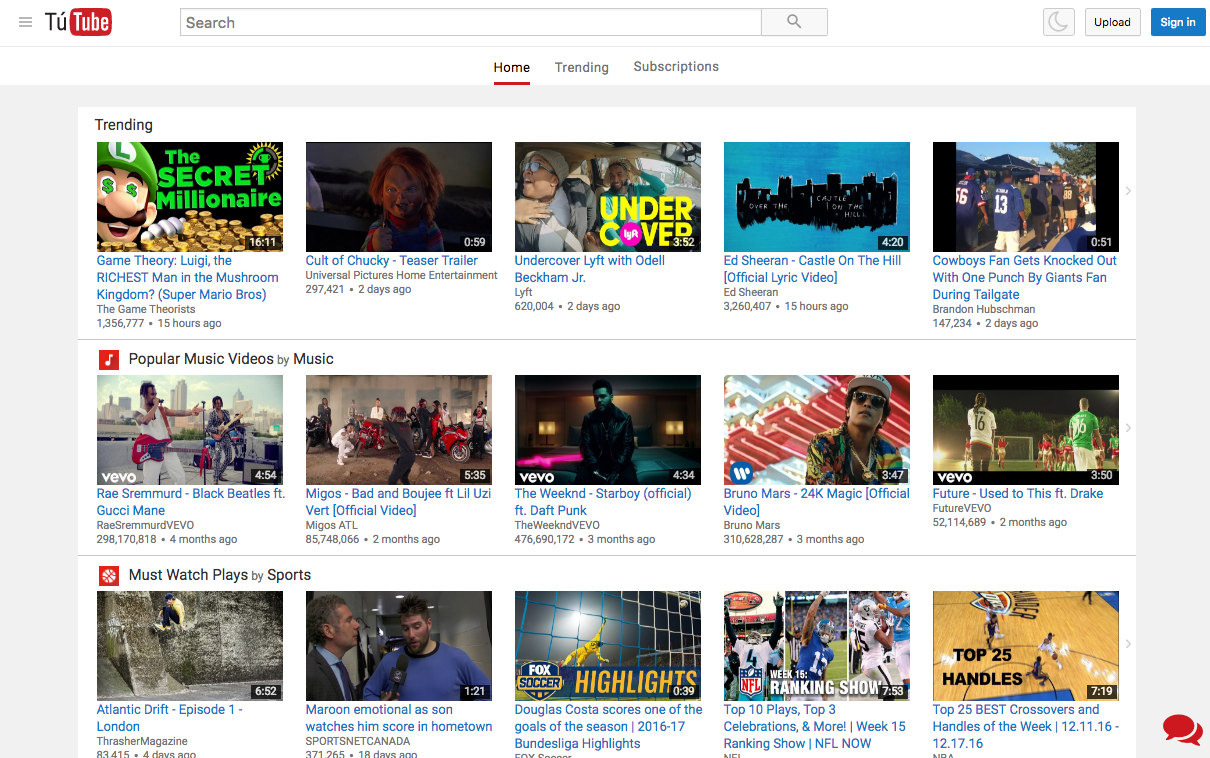 TúTube
Search
Upload
Sign in
Home
Trending
Subscriptions
Trending
The
SECRET
Millionaire
16:11
0:59
UNDER
COVER
lyft
3:52
OVER THE CASTLE ON THE HILL
4:20
56
13
88
0:51
Game Theory: Luigi, the
RICHEST Man in the Mushroom
Kingdom? (Super Mario Bros)
The Game Theorists
1,356,777 • 15 hours ago
Cult of Chucky - Teaser Trailer
Universal Pictures Home Entertainment
297,421 • 2 days ago
Undercover Lyft with Odell
Beckham Jr.
Lyft
620,004 • 2 days ago
Ed Sheeran - Castle On The Hill
[Official Lyric Video]
Ed Sheeran
3,260,407 • 15 hours ago
Cowboys Fan Gets Knocked Out
With One Punch By Giants Fan
During Tailgate
Brandon Hubschman
147,234 • 2 days ago
Popular Music Videos by Music
vevo
4:54
5:35
vevo
4:34
3:47
16
vevo
3:50
Rae Sremmurd - Black Beatles ft.
Gucci Mane
RaeSremmurdVEVO
298,170,818 • 4 months ago
Migos - Bad and Boujee ft Lil Uzi
Vert [Official Video]
Migos ATL
85,748,066 • 2 months ago
The Weeknd - Starboy (official)
ft. Daft Punk
TheWeekndVEVO
476,690,172 • 3 months ago
Bruno Mars - 24K Magic [Official
Video]
Bruno Mars
310,628,287 • 3 months ago
Future - Used to This ft. Drake
FutureVEVO
52,114,689 • 2 months ago
Must Watch Plays by Sports
6:52
1:21
FOX
SOCCER
HIGHLIGHTS
0:39
4
13
NFL
WEEK 15:
RANKING SHOW
7:53
TOP 25
HANDLES
7:19
Atlantic Drift - Episode 1 -
London
ThrasherMagazine
83,415 • 4 days ago
Maroon emotional as son
watches him score in hometown
SPORTSNETCANADA
371,265 • 18 days ago
Douglas Costa scores one of the
goals of the season | 2016-17
Bundesliga Highlights
FOX Soccer
Top 10 Plays, Top 3
Celebrations, & More! | Week 15
Ranking Show | NFL NOW
NFL
Top 25 BEST Crossovers and
Handles of the Week | 12.11.16 -
12.17.16
NBA